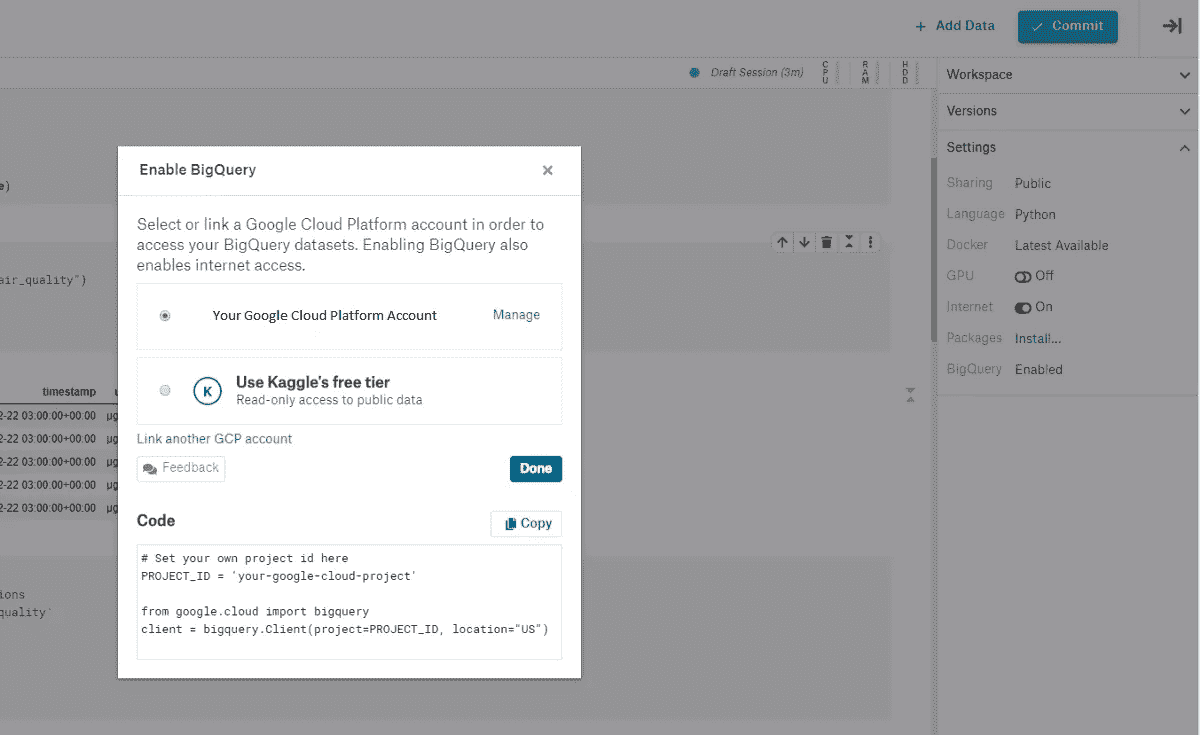 + Add Data
✓ Commit
Draft Session (3m)
CPU
RAM
HDD
Workspace
Versions
Settings
Sharing Public
Language Python
Docker Latest Available
GPU Off
Internet On
Packages Install...
BigQuery Enabled
e)
air_quality")
timestamp
2-22 03:00:00+00:00 µg
2-22 03:00:00+00:00 µg
2-22 03:00:00+00:00 µg
2-22 03:00:00+00:00 µg
2-22 03:00:00+00:00 µg
ions
quality`
Enable BigQuery
Select or link a Google Cloud Platform account in order to
access your BigQuery datasets. Enabling BigQuery also
enables internet access.
Your Google Cloud Platform Account Manage
K
Use Kaggle's free tier
Read-only access to public data
Link another GCP account
Feedback
Done
Code
Copy
# Set your own project id here
PROJECT_ID = 'your-google-cloud-project'
from google.cloud import bigquery
client = bigquery.Client(project=PROJECT_ID, location="US")